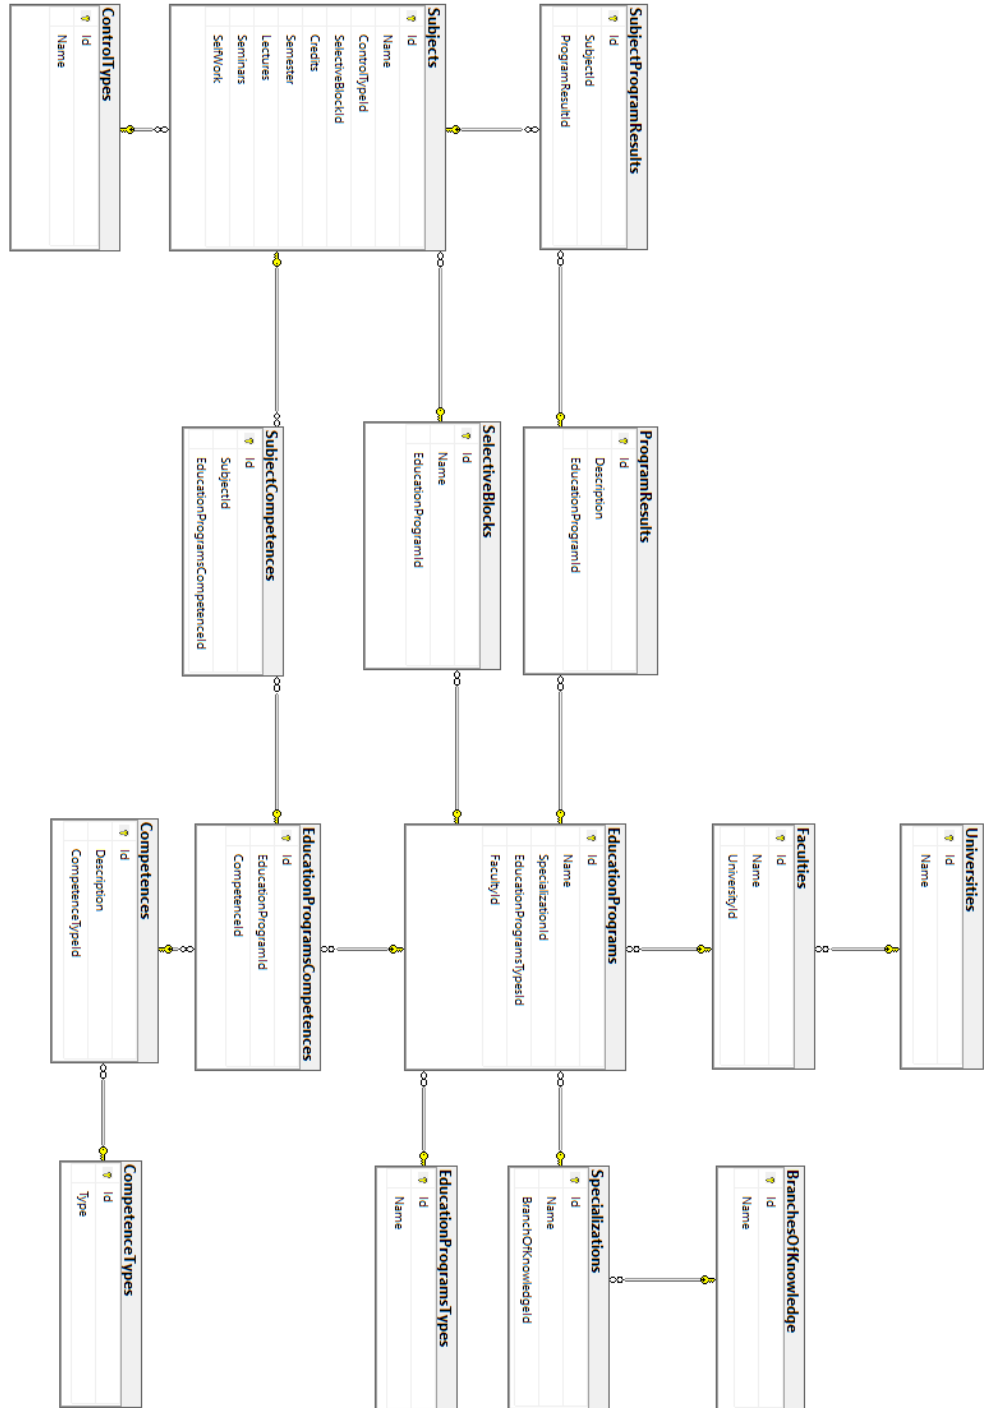 SubjectProgramResults
Id
SubjectId
ProgramResultId
ProgramResults
Id
Description
EducationProgramId
Universities
Id
Name
Faculties
Id
Name
UniversityId
BranchesOfKnowledge
Id
Name
Subjects
Id
Name
ControlTypeId
SelectiveBlockId
Credits
Semester
Lectures
Seminars
SelfWork
SelectiveBlocks
Id
Name
EducationProgramId
EducationPrograms
Id
Name
SpecializationId
EducationProgramsTypesId
FacultyId
Specializations
Id
Name
BranchOfKnowledgeId
EducationProgramsTypes
Id
Name
SubjectCompetences
Id
SubjectId
EducationProgramsCompetenceId
EducationProgramsCompetences
Id
EducationProgramId
CompetenceId
ControlTypes
Id
Name
Competences
Id
Description
CompetenceTypeId
CompetenceTypes
Id
Type